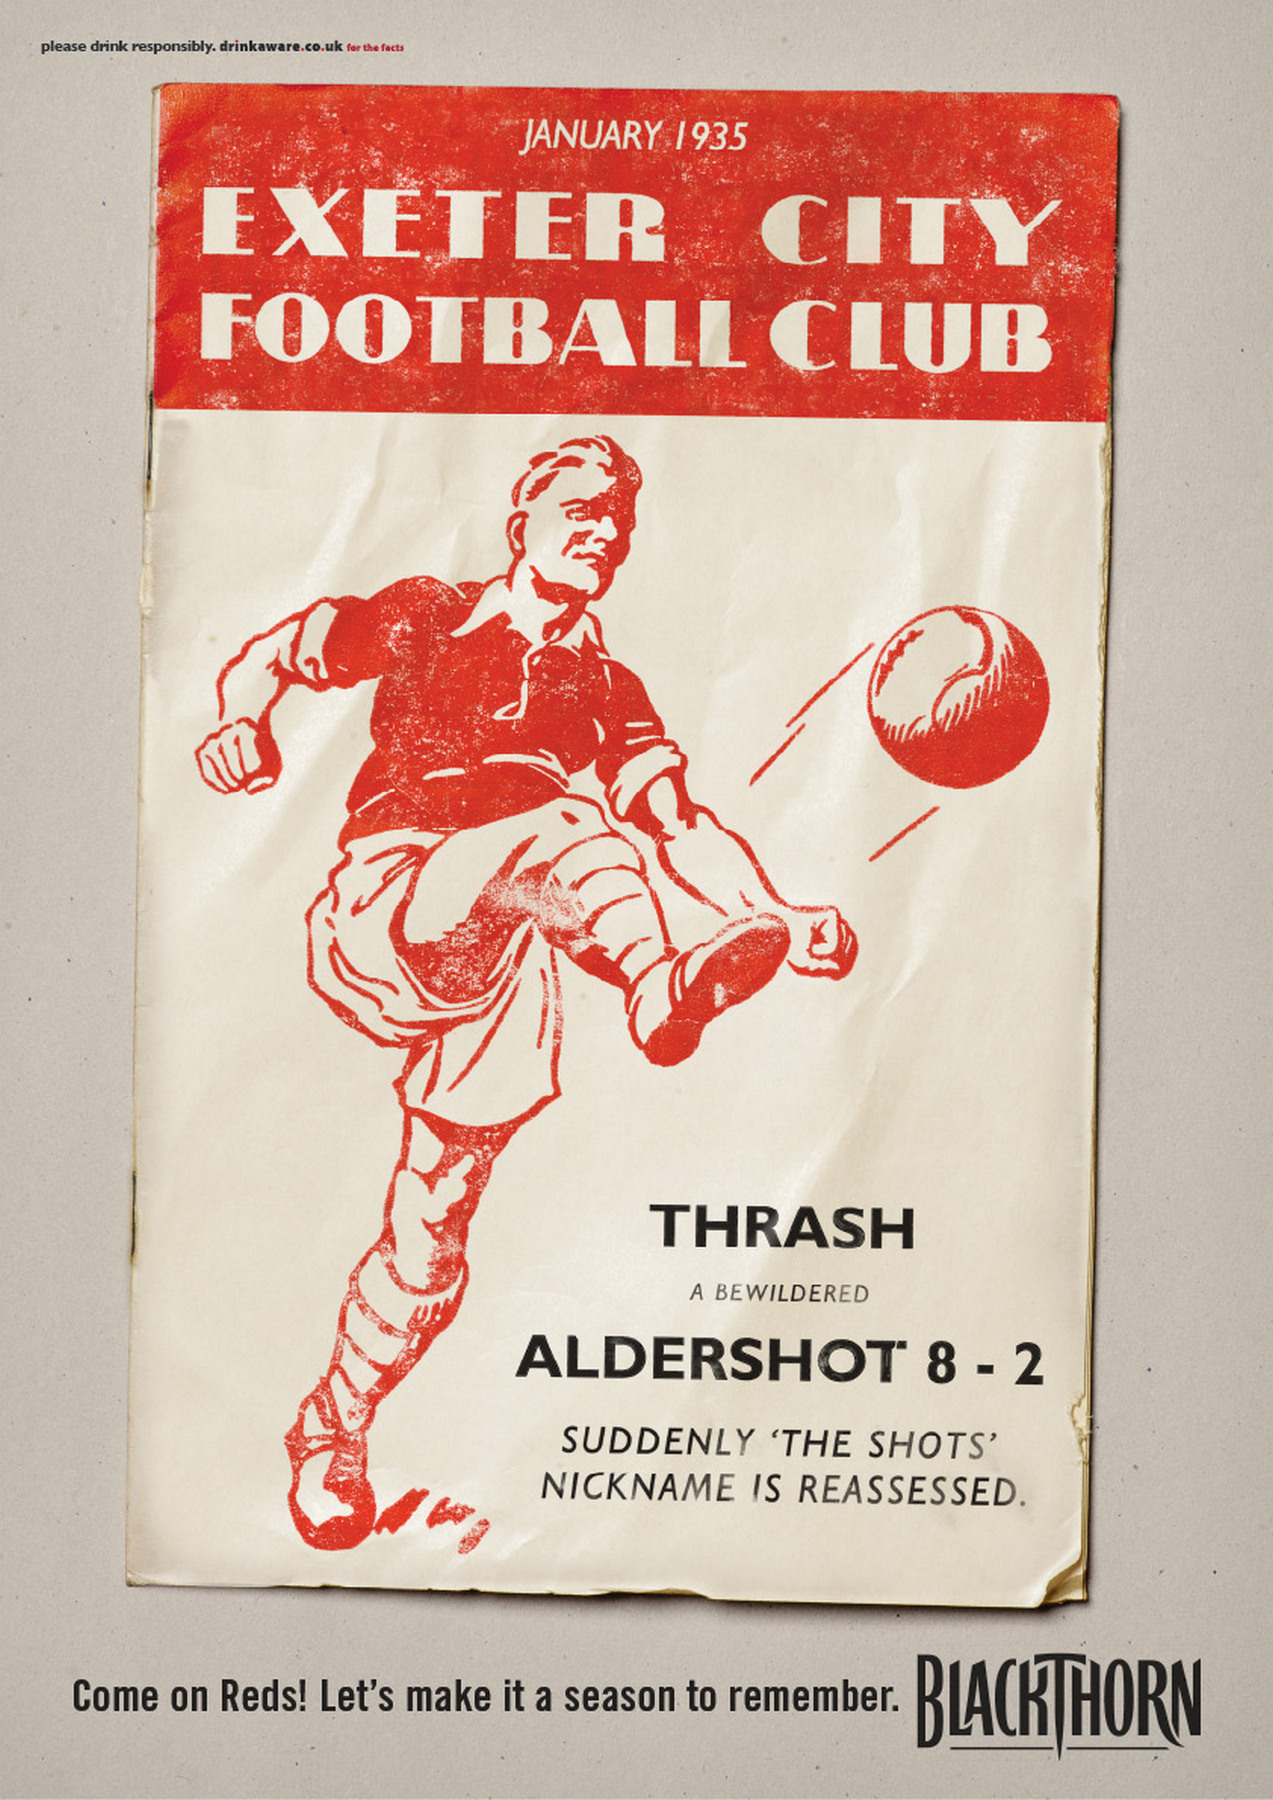 please drink responsibly. drinkaware.co.uk for the facts
JANUARY 1935
EXETER CITY
FOOTBALL CLUB
THRASH
A BEWILDERED
ALDERSHOT 8 - 2
SUDDENLY ‘THE SHOTS’
NICKNAME IS REASSESSED.
Come on Reds! Let's make it a season to remember. BLACKTHORN